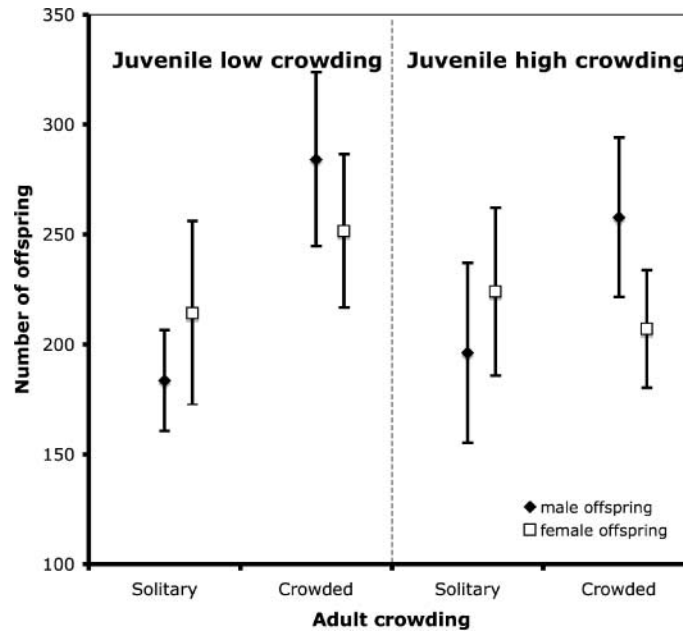 350
Juvenile low crowding
Juvenile high crowding
300
250
200
150
100
Number of offspring
male offspring
female offspring
Solitary
Crowded
Solitary
Crowded
Adult crowding